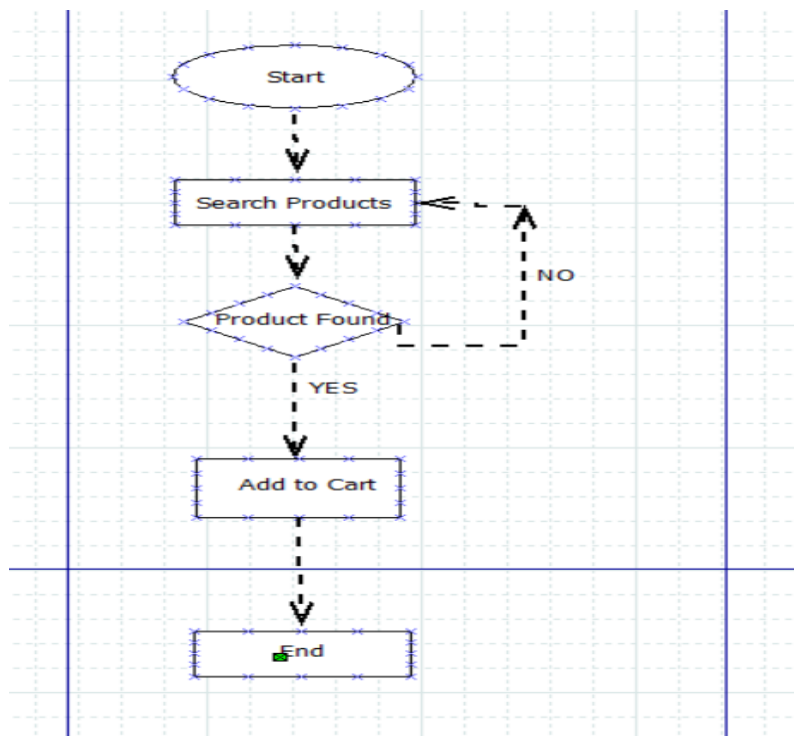 Start
Search Products
NO
Product Found
YES
Add to Cart
End